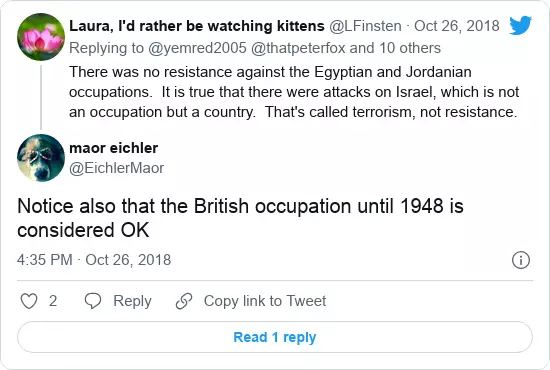 Laura, I'd rather be watching kittens @LFinsten · Oct 26, 2018
Replying to @yemred2005 @thatpeterfox and 10 others
There was no resistance against the Egyptian and Jordanian
occupations.  It is true that there were attacks on Israel, which is not
an occupation but a country.  That's called terrorism, not resistance.
maor eichler
@EichlerMaor
Notice also that the British occupation until 1948 is
considered OK
4:35 PM · Oct 26, 2018
2 Reply Copy link to Tweet
Read 1 reply